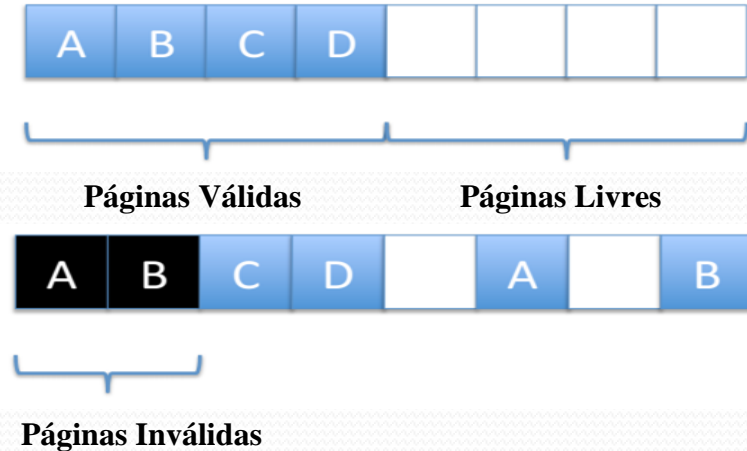 A B C D
Páginas Válidas Páginas Livres
A B C D A B
Páginas Inválidas